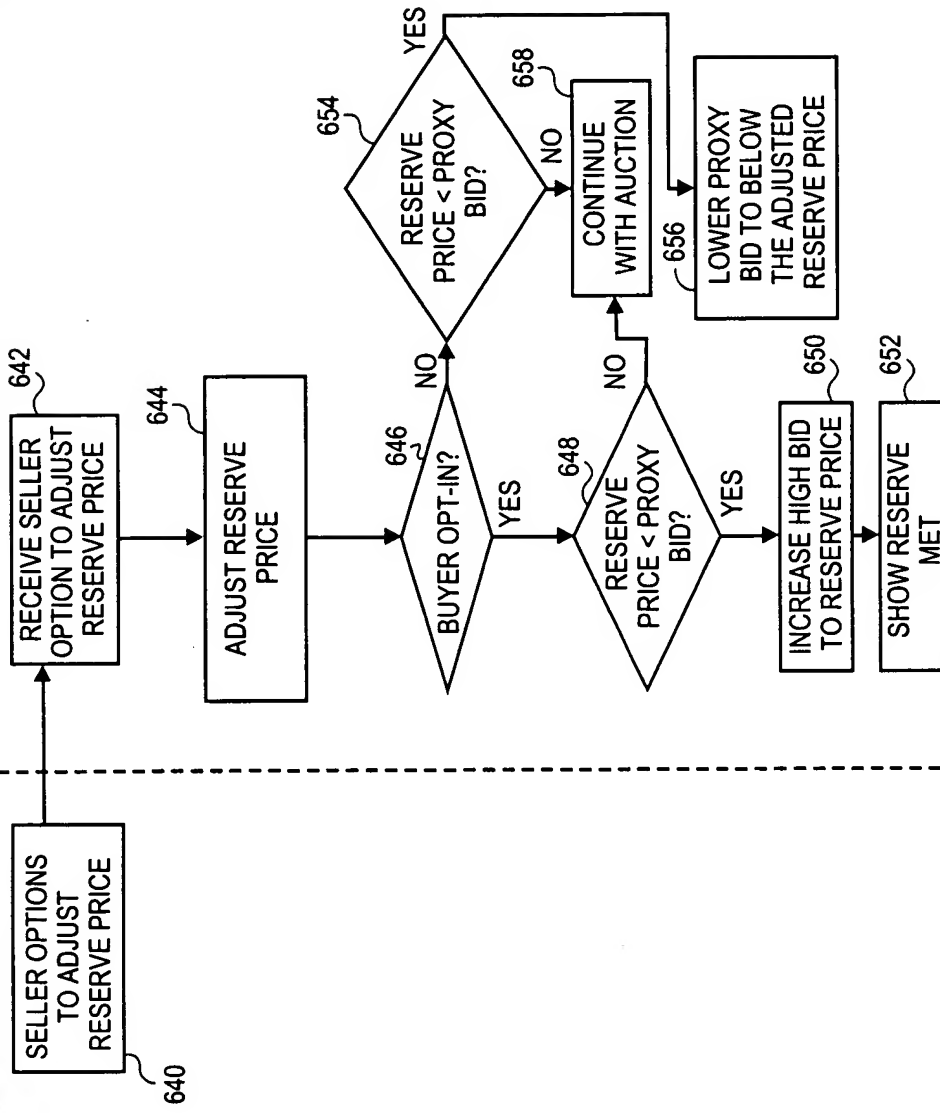 640
SELLER OPTIONS
TO ADJUST
RESERVE PRICE
642
RECEIVE SELLER
OPTION TO ADJUST
RESERVE PRICE
644
ADJUST RESERVE
PRICE
646
BUYER OPT-IN?
NO
YES
654
RESERVE
PRICE < PROXY
BID?
YES
NO
648
RESERVE
PRICE < PROXY
BID?
NO
YES
658
CONTINUE
WITH AUCTION
656
LOWER PROXY
BID TO BELOW
THE ADJUSTED
RESERVE PRICE
650
INCREASE HIGH BID
TO RESERVE PRICE
652
SHOW RESERVE
MET